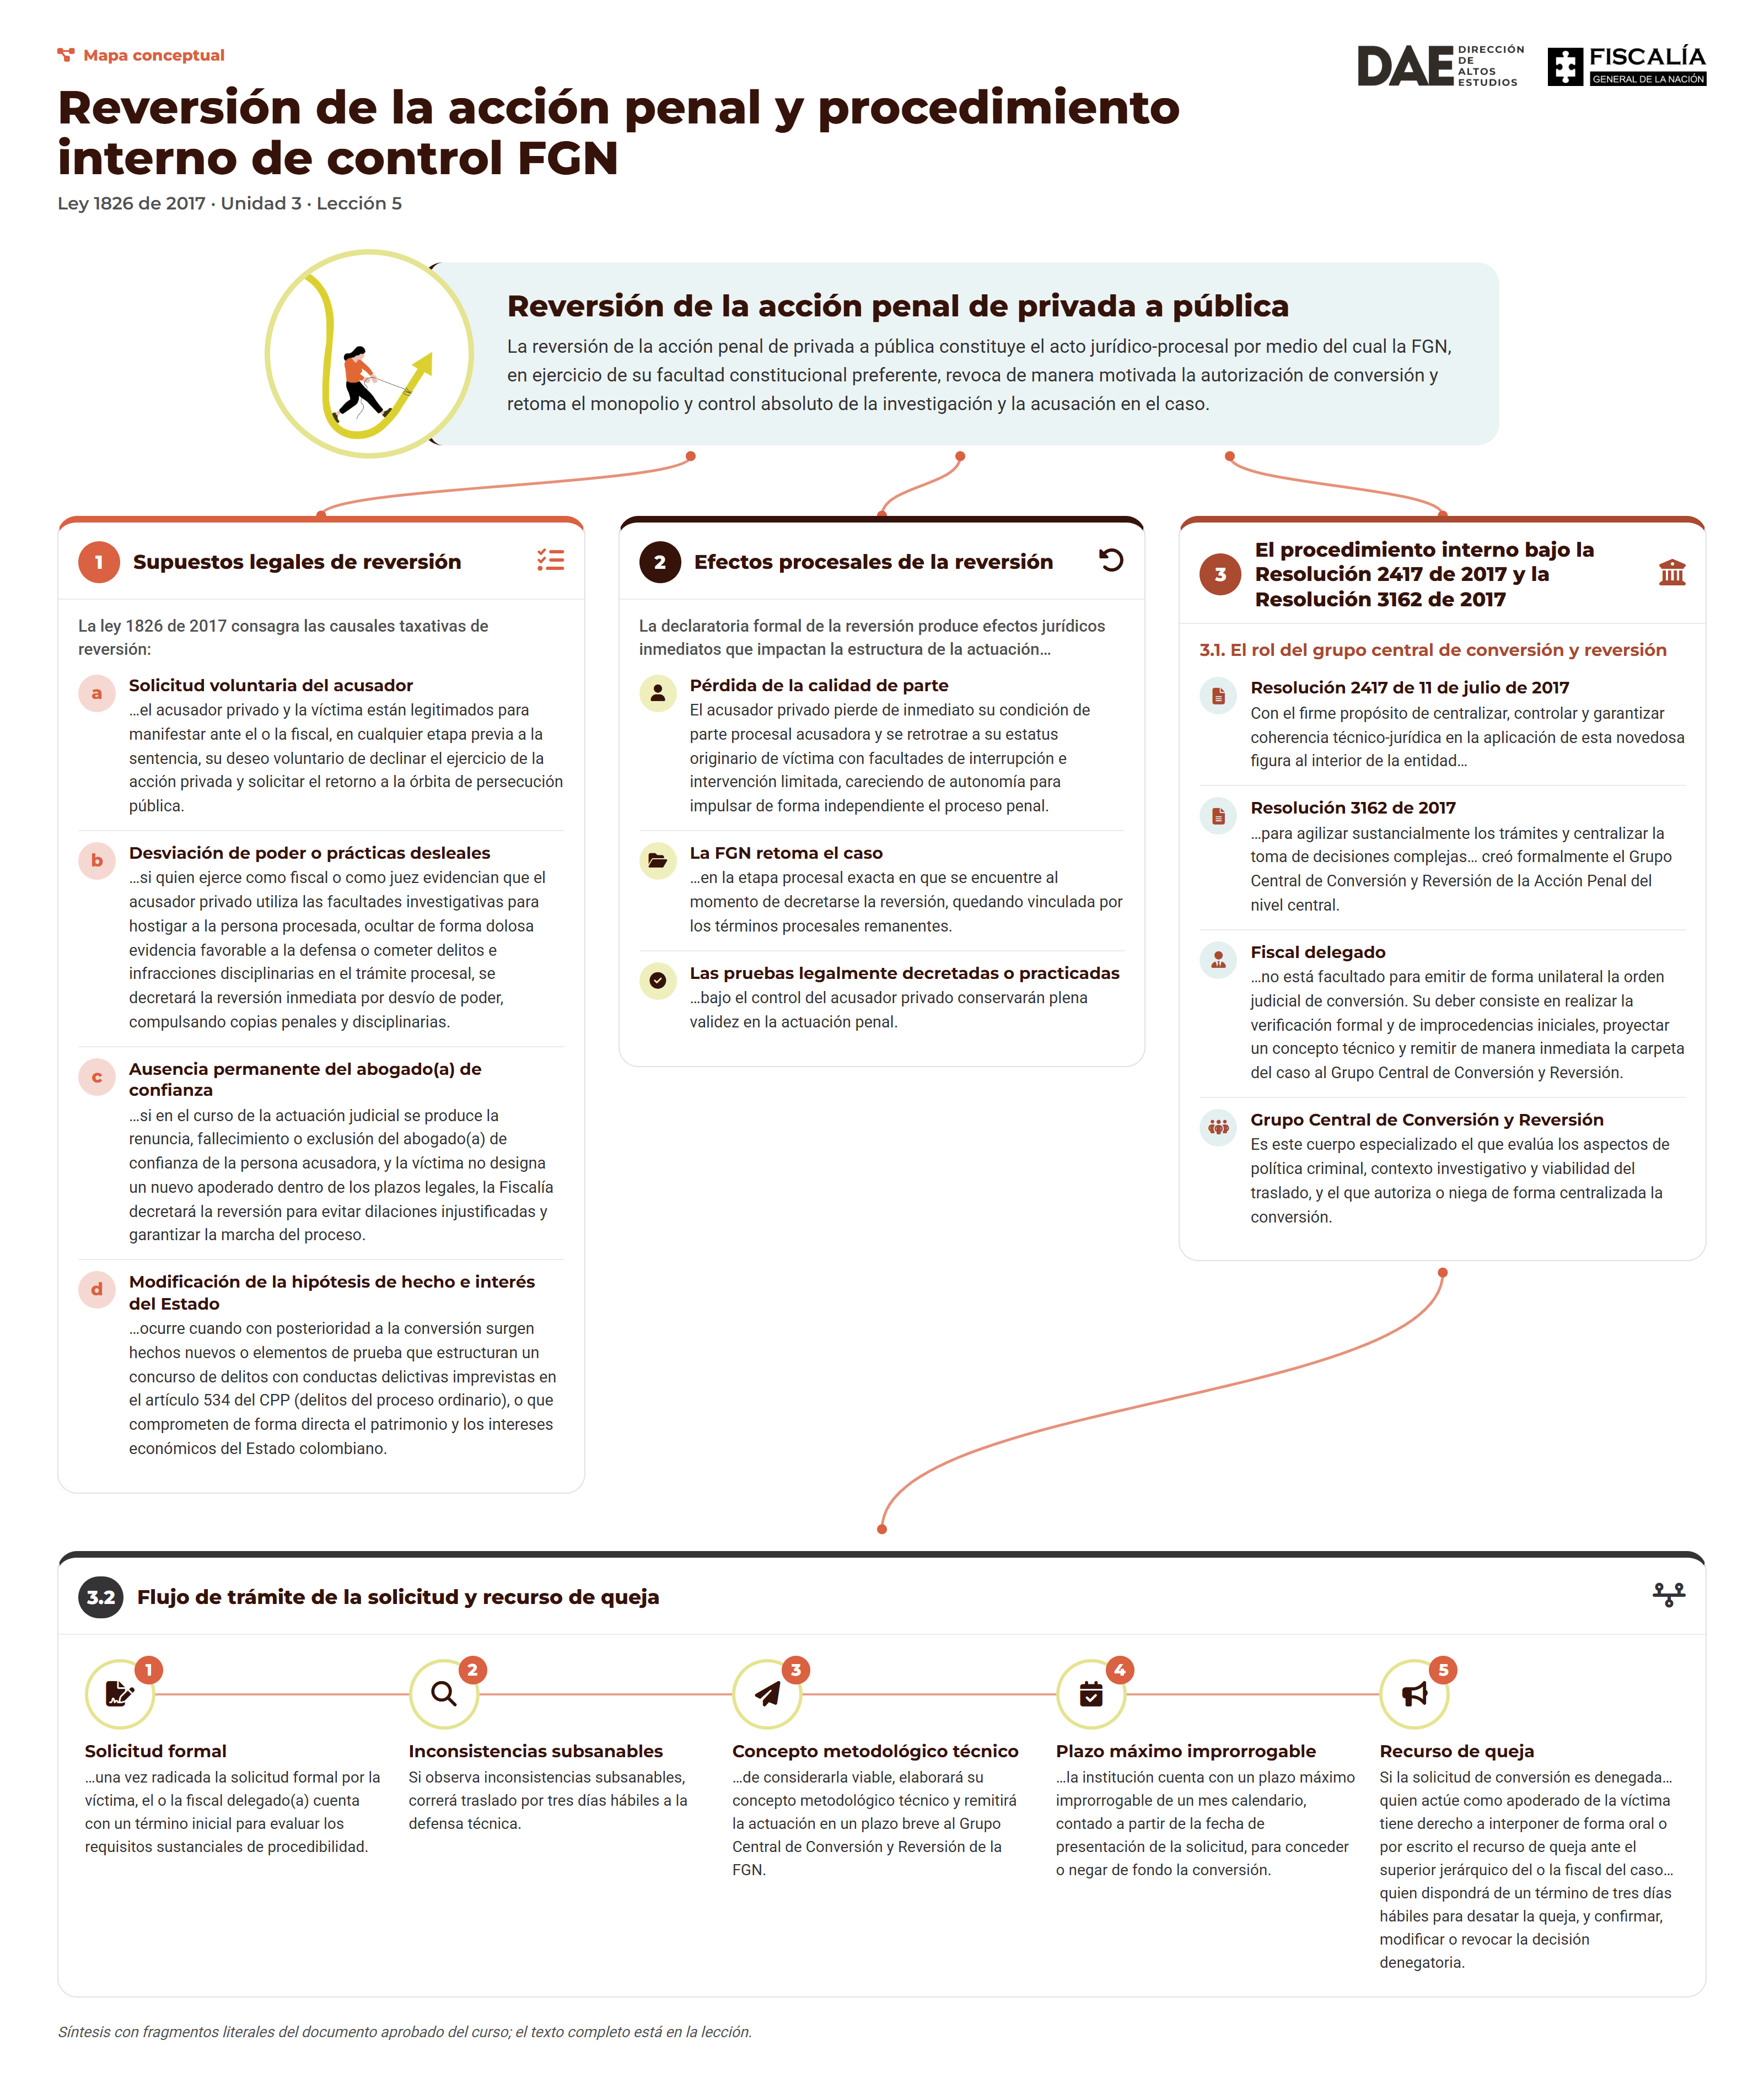 Mapa conceptual
Reversión de la acción penal y procedimiento
interno de control FGN
Ley 1826 de 2017 · Unidad 3 · Lección 5
DAE
DIRECCIÓN
DE
ALTOS
ESTUDIOS
FISCALÍA
GENERAL DE LA NACIÓN
Reversión de la acción penal de privada a pública
La reversión de la acción penal de privada a pública constituye el acto jurídico-procesal por medio del cual la FGN,
en ejercicio de su facultad constitucional preferente, revoca de manera motivada la autorización de conversión y
retoma el monopolio y control absoluto de la investigación y la acusación en el caso.
1
Supuestos legales de reversión
La ley 1826 de 2017 consagra las causales taxativas de
reversión:
a
Solicitud voluntaria del acusador
…el acusador privado y la víctima están legitimados para
manifestar ante el o la fiscal, en cualquier etapa previa a la
sentencia, su deseo voluntario de declinar el ejercicio de la
acción privada y solicitar el retorno a la órbita de persecución
pública.
b
Desviación de poder o prácticas desleales
…si quien ejerce como fiscal o como juez evidencian que el
acusador privado utiliza las facultades investigativas para
hostigar a la persona procesada, ocultar de forma dolosa
evidencia favorable a la defensa o cometer delitos e
infracciones disciplinarias en el trámite procesal, se
decretará la reversión inmediata por desvío de poder,
compulsando copias penales y disciplinarias.
c
Ausencia permanente del abogado(a) de
confianza
…si en el curso de la actuación judicial se produce la
renuncia, fallecimiento o exclusión del abogado(a) de
confianza de la persona acusadora, y la víctima no designa
un nuevo apoderado dentro de los plazos legales, la Fiscalía
decretará la reversión para evitar dilaciones injustificadas y
garantizar la marcha del proceso.
d
Modificación de la hipótesis de hecho e interés
del Estado
…ocurre cuando con posterioridad a la conversión surgen
hechos nuevos o elementos de prueba que estructuran un
concurso de delitos con conductas delictivas imprevistas en
el artículo 534 del CPP (delitos del proceso ordinario), o que
comprometen de forma directa el patrimonio y los intereses
económicos del Estado colombiano.
2
Efectos procesales de la reversión
La declaratoria formal de la reversión produce efectos jurídicos
inmediatos que impactan la estructura de la actuación…
Pérdida de la calidad de parte
El acusador privado pierde de inmediato su condición de
parte procesal acusadora y se retrotrae a su estatus
originario de víctima con facultades de interrupción e
intervención limitada, careciendo de autonomía para
impulsar de forma independiente el proceso penal.
La FGN retoma el caso
…en la etapa procesal exacta en que se encuentre al
momento de decretarse la reversión, quedando vinculada por
los términos procesales remanentes.
Las pruebas legalmente decretadas o practicadas
…bajo el control del acusador privado conservarán plena
validez en la actuación penal.
3
El procedimiento interno bajo la
Resolución 2417 de 2017 y la
Resolución 3162 de 2017
3.1. El rol del grupo central de conversión y reversión
Resolución 2417 de 11 de julio de 2017
Con el firme propósito de centralizar, controlar y garantizar
coherencia técnico-jurídica en la aplicación de esta novedosa
figura al interior de la entidad…
Resolución 3162 de 2017
…para agilizar sustancialmente los trámites y centralizar la
toma de decisiones complejas… creó formalmente el Grupo
Central de Conversión y Reversión de la Acción Penal del
nivel central.
Fiscal delegado
…no está facultado para emitir de forma unilateral la orden
judicial de conversión. Su deber consiste en realizar la
verificación formal y de improcedencias iniciales, proyectar
un concepto técnico y remitir de manera inmediata la carpeta
del caso al Grupo Central de Conversión y Reversión.
Grupo Central de Conversión y Reversión
Es este cuerpo especializado el que evalúa los aspectos de
política criminal, contexto investigativo y viabilidad del
traslado, y el que autoriza o niega de forma centralizada la
conversión.
3.2
Flujo de trámite de la solicitud y recurso de queja
1
Solicitud formal
…una vez radicada la solicitud formal por la
víctima, el o la fiscal delegado(a) cuenta
con un término inicial para evaluar los
requisitos sustanciales de procedibilidad.
2
Inconsistencias subsanables
Si observa inconsistencias subsanables,
correrá traslado por tres días hábiles a la
defensa técnica.
3
Concepto metodológico técnico
…de considerarla viable, elaborará su
concepto metodológico técnico y remitirá
la actuación en un plazo breve al Grupo
Central de Conversión y Reversión de la
FGN.
4
Plazo máximo improrrogable
…la institución cuenta con un plazo máximo
improrrogable de un mes calendario,
contado a partir de la fecha de
presentación de la solicitud, para conceder
o negar de fondo la conversión.
5
Recurso de queja
Si la solicitud de conversión es denegada…
quien actúe como apoderado de la víctima
tiene derecho a interponer de forma oral o
por escrito el recurso de queja ante el
superior jerárquico del o la fiscal del caso…
quien dispondrá de un término de tres días
hábiles para desatar la queja, y confirmar,
modificar o revocar la decisión
denegatoria.
Síntesis con fragmentos literales del documento aprobado del curso; el texto completo está en la lección.